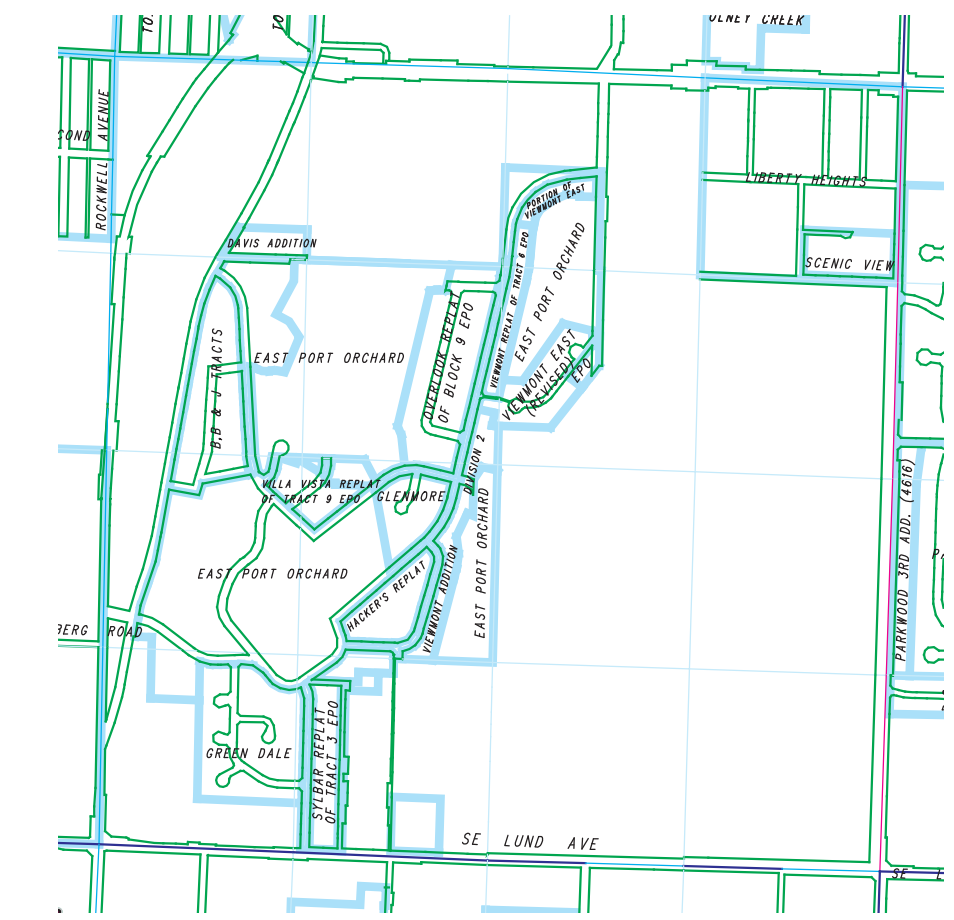 OLNEY CREEK
ROCKWELL AVENUE
LIBERTY HEIGHTS
PORTION OF
VIEWMONT EAST
DAVIS ADDITION
SCENIC VIEW
VIEWMONT REPLAT OF TRACT 6 EPO
EAST PORT ORCHARD
EAST PORT ORCHARD
OVERLOOK REPLAT
OF BLOCK 9 EPO
VIEWMONT EAST
(REVISED)
EPO
B,B & J TRACTS
DIVISION 2
VILLA VISTA REPLAT
OF TRACT 9 EPO
GLENMORE
EAST PORT ORCHARD
PARKWOOD 3RD ADD. (4616)
EAST PORT ORCHARD
HACKER'S REPLAT
VIEWMONT ADDITION
BERG ROAD
GREEN DALE
SYLBAR REPLAT
OF TRACT 3 EPO
SE LUND AVE
SE